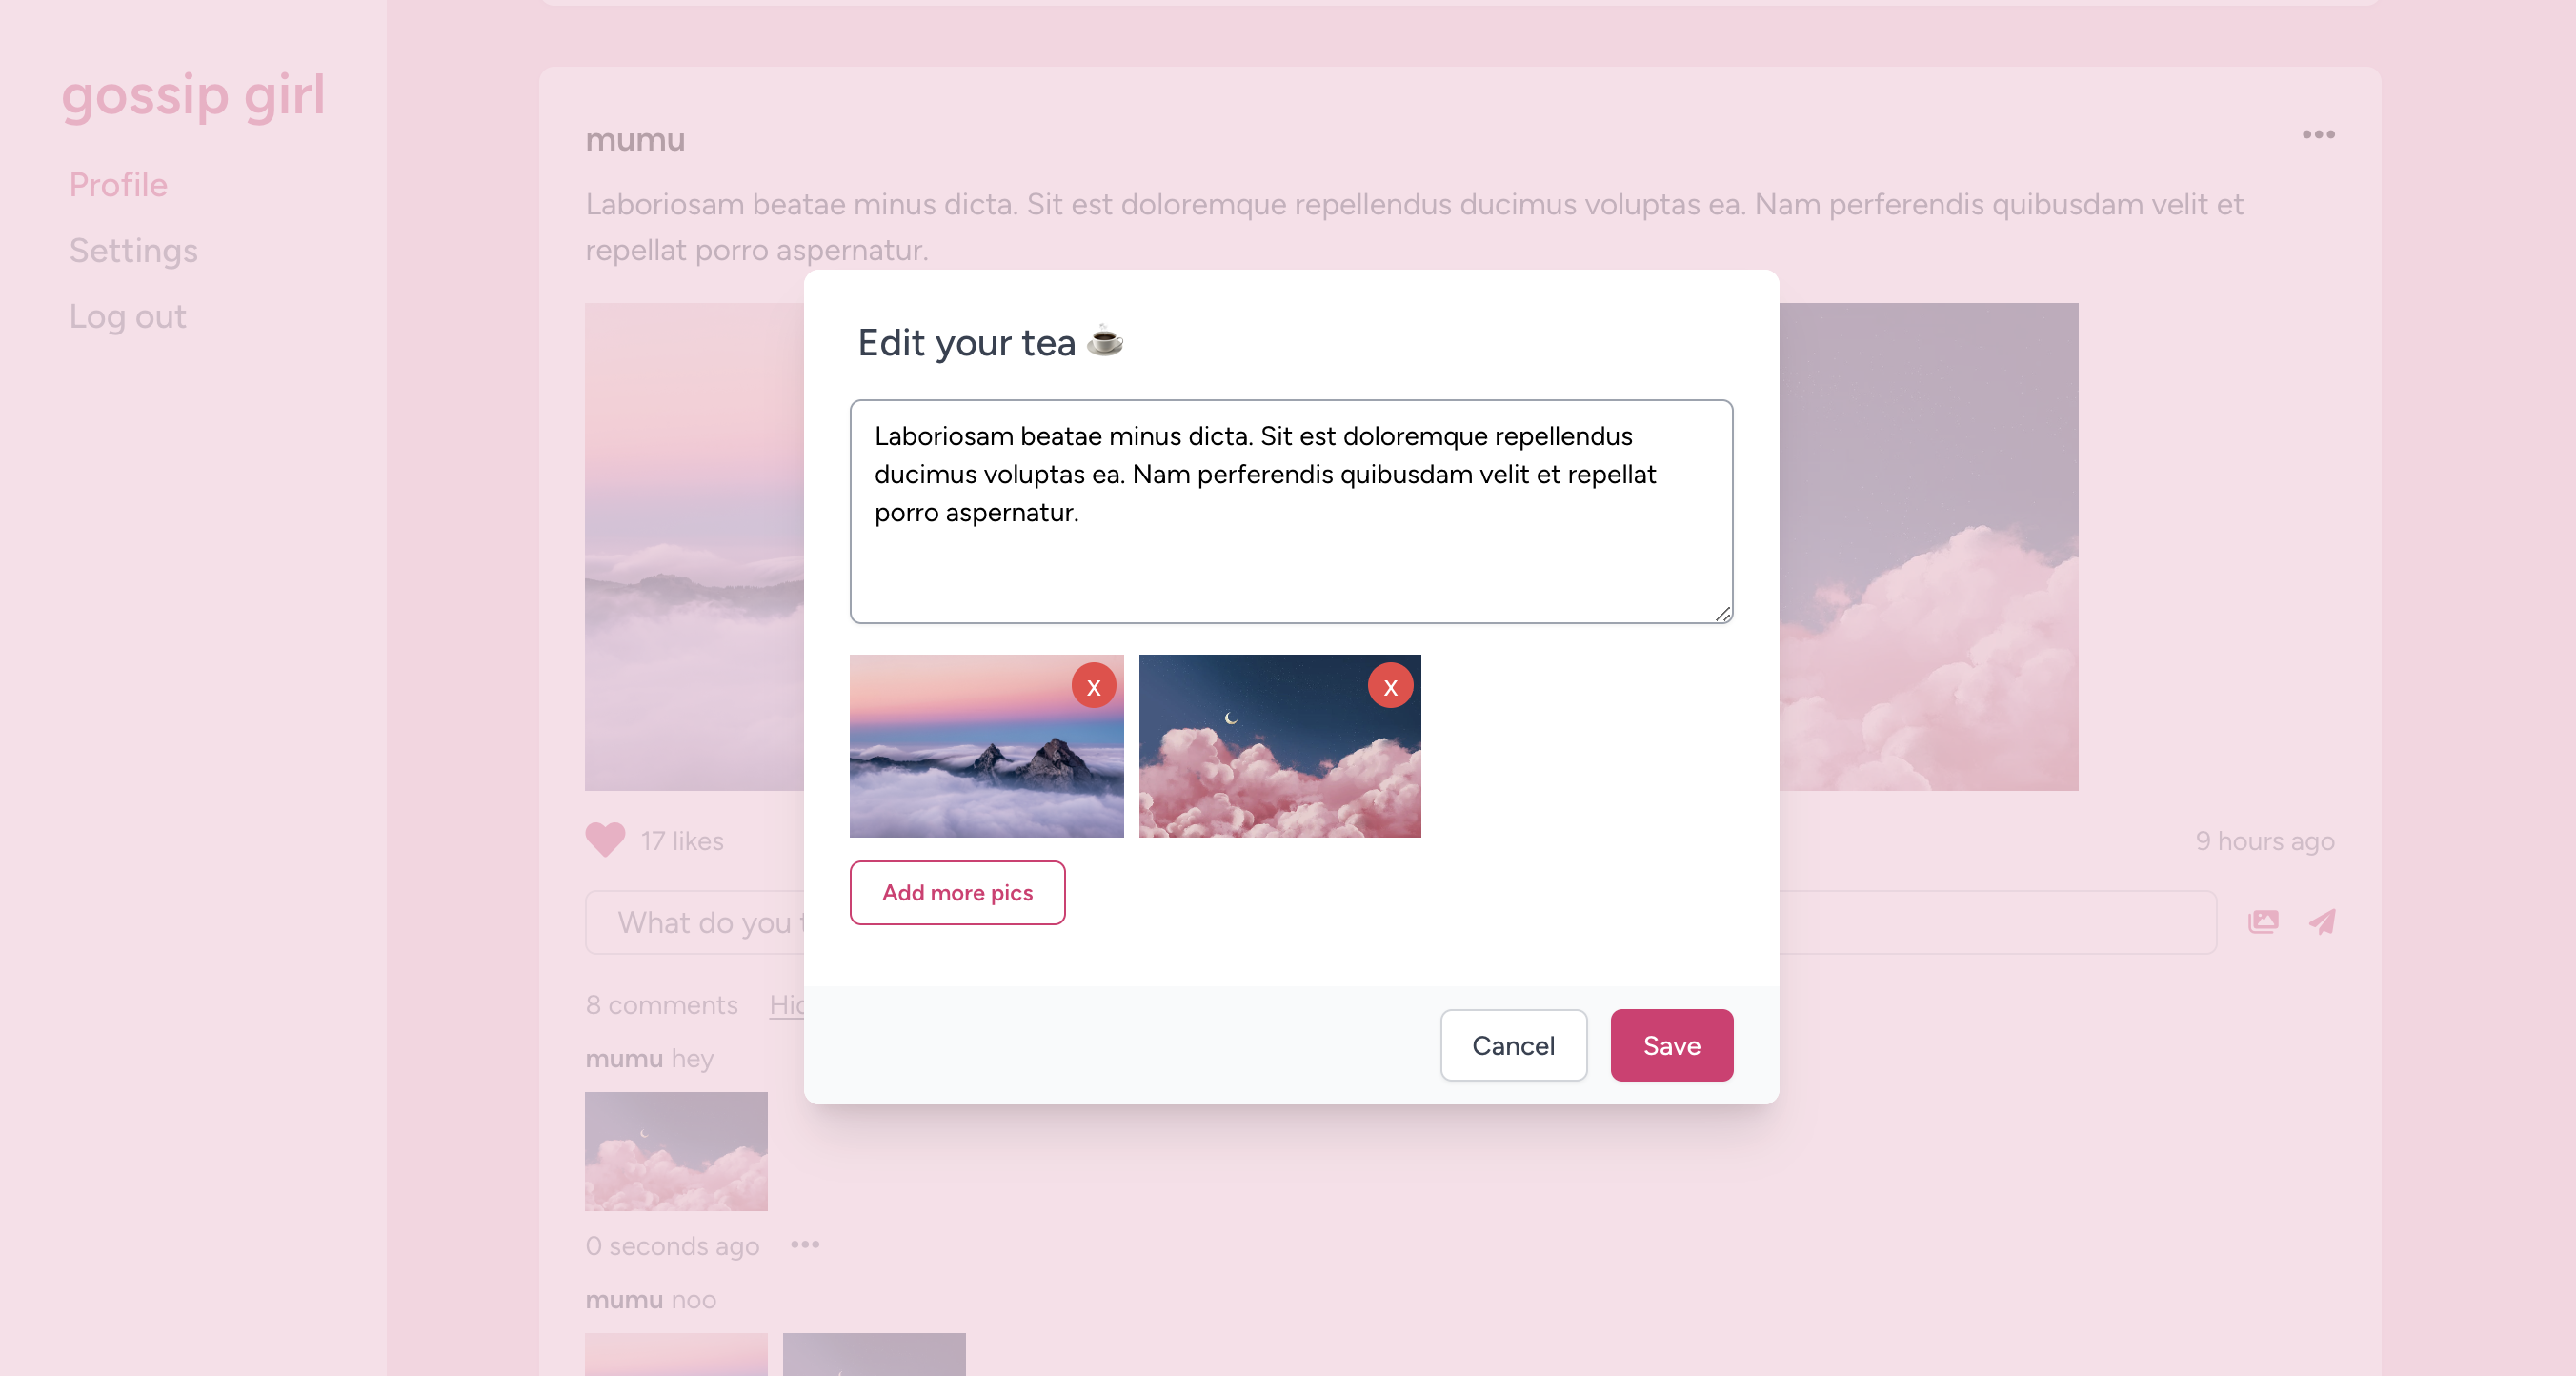 gossip girl
Profile
Settings
Log out
mumu
Laboriosam beatae minus dicta. Sit est doloremque repellendus ducimus voluptas ea. Nam perferendis quibusdam velit et
repellat porro aspernatur.
Edit your tea
Laboriosam beatae minus dicta. Sit est doloremque repellendus
ducimus voluptas ea. Nam perferendis quibusdam velit et repellat
porro aspernatur.
X
X
Add more pics
Cancel
Save
17 likes
9 hours ago
What do you
8 comments
mumu hey
0 seconds ago
mumu noo